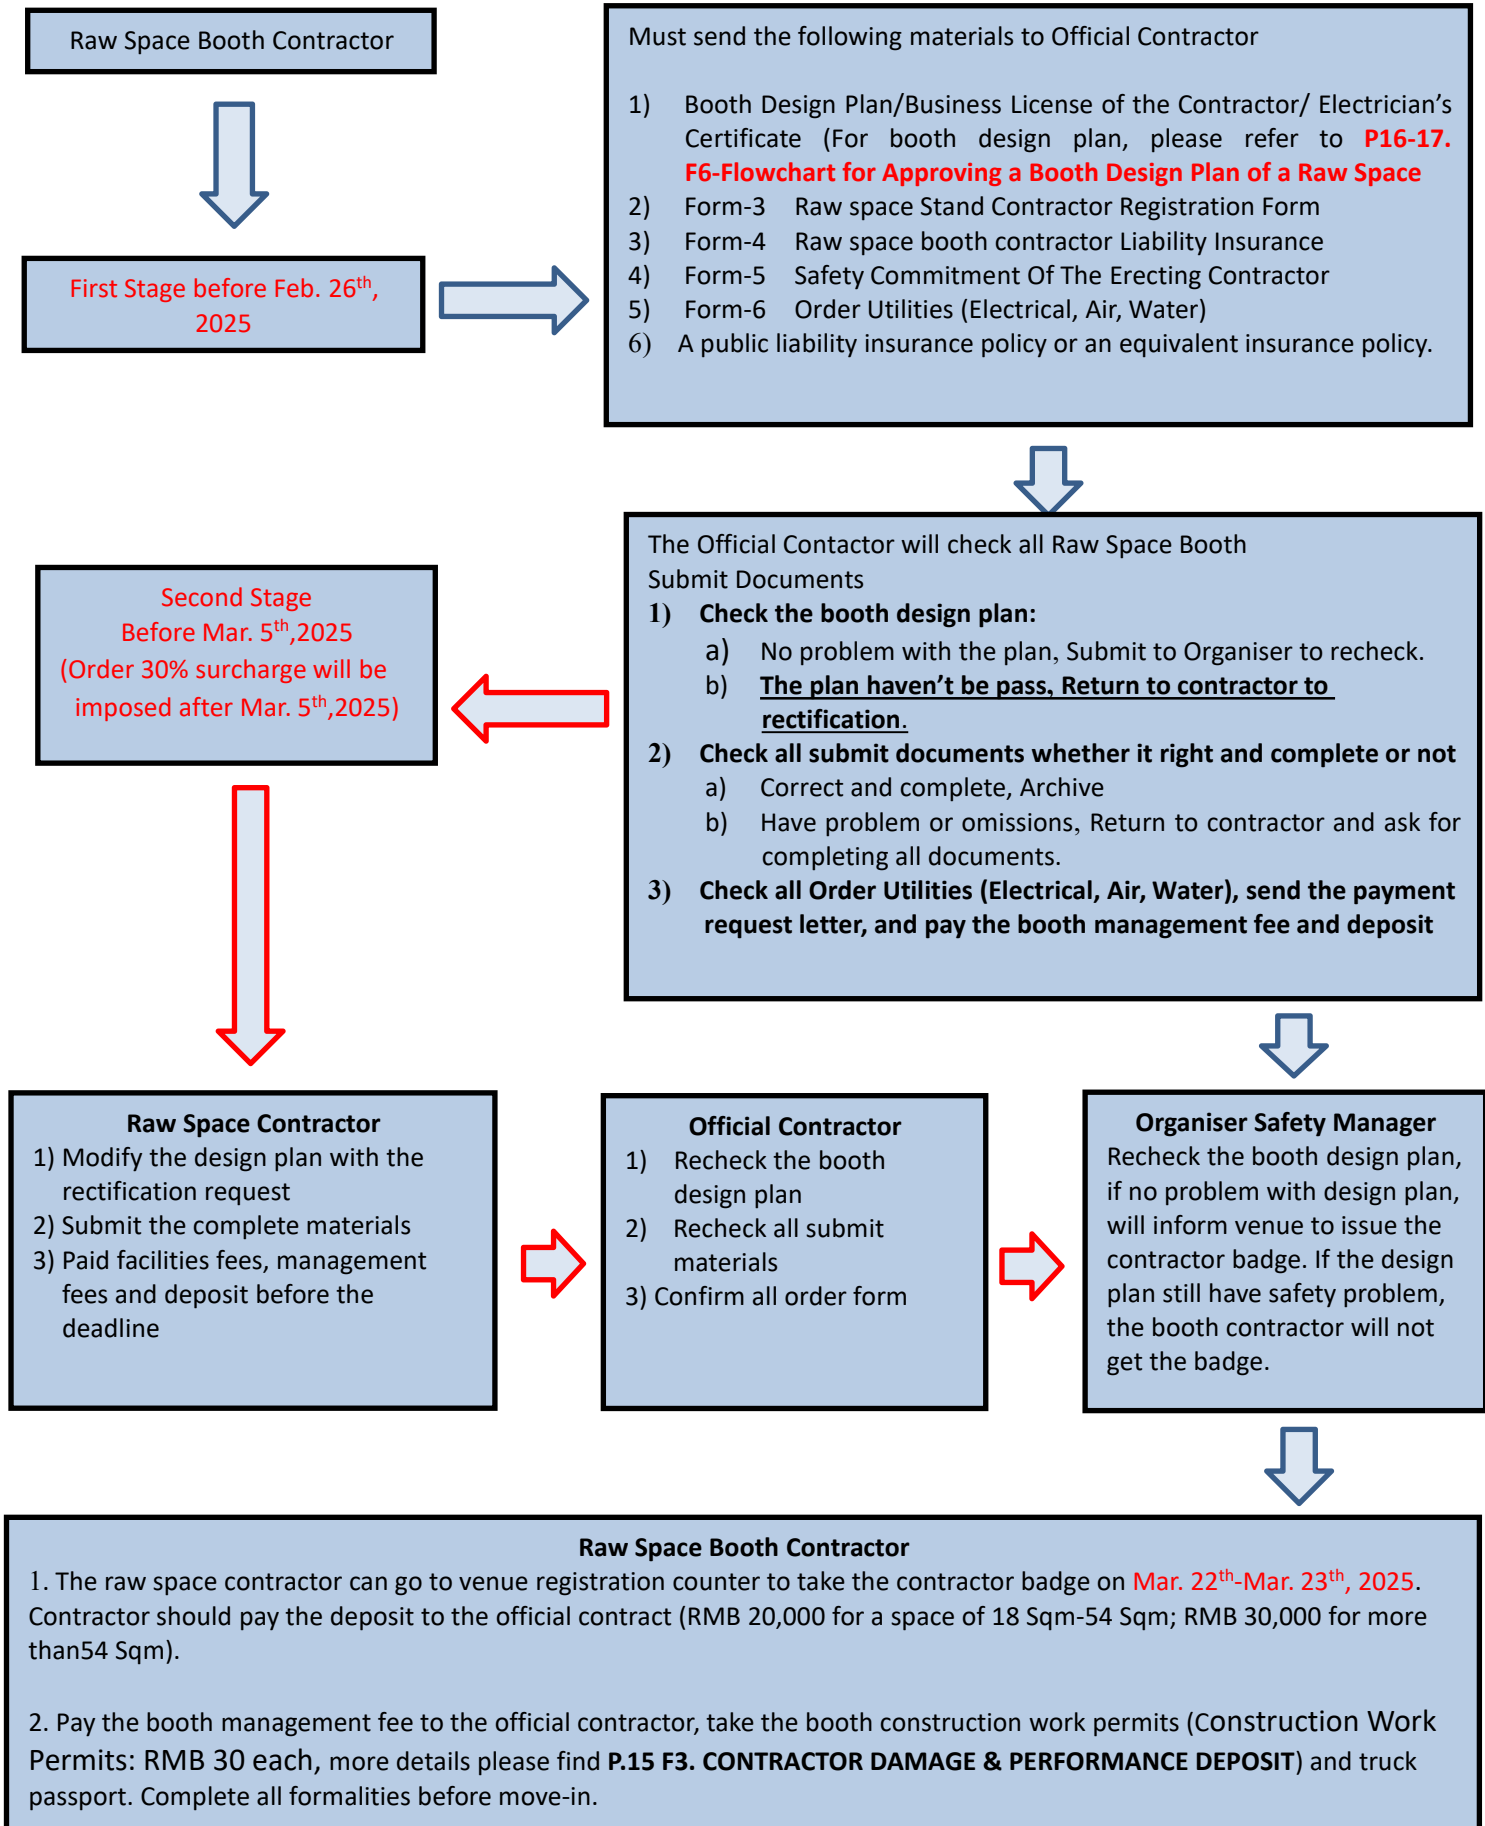 Raw Space Booth Contractor
First Stage before Feb. 26th,
2025
Must send the following materials to Official Contractor
1) Booth Design Plan/Business License of the Contractor/ Electrician's
Certificate (For booth design plan, please refer to P16-17.
F6-Flowchart for Approving a Booth Design Plan of a Raw Space
2) Form-3 Raw space Stand Contractor Registration Form
3) Form-4 Raw space booth contractor Liability Insurance
4) Form-5 Safety Commitment Of The Erecting Contractor
5) Form-6 Order Utilities (Electrical, Air, Water)
6) A public liability insurance policy or an equivalent insurance policy.
The Official Contactor will check all Raw Space Booth
Submit Documents
1) Check the booth design plan:
a) No problem with the plan, Submit to Organiser to recheck.
b) The plan haven't be pass, Return to contractor to
rectification.
2) Check all submit documents whether it right and complete or not
a) Correct and complete, Archive
b) Have problem or omissions, Return to contractor and ask for
completing all documents.
3) Check all Order Utilities (Electrical, Air, Water), send the payment
request letter, and pay the booth management fee and deposit
Second Stage
Before Mar. 5th,2025
(Order 30% surcharge will be
imposed after Mar. 5th,2025)
Raw Space Contractor
1) Modify the design plan with the
rectification request
2) Submit the complete materials
3) Paid facilities fees, management
fees and deposit before the
deadline
Official Contractor
1) Recheck the booth
design plan
2) Recheck all submit
materials
3) Confirm all order form
Organiser Safety Manager
Recheck the booth design plan,
if no problem with design plan,
will inform venue to issue the
contractor badge. If the design
plan still have safety problem,
the booth contractor will not
get the badge.
Raw Space Booth Contractor
1. The raw space contractor can go to venue registration counter to take the contractor badge on Mar. 22th-Mar. 23th, 2025.
Contractor should pay the deposit to the official contract (RMB 20,000 for a space of 18 Sqm-54 Sqm; RMB 30,000 for more
than54 Sqm).
2. Pay the booth management fee to the official contractor, take the booth construction work permits (Construction Work
Permits: RMB 30 each, more details please find P.15 F3. CONTRACTOR DAMAGE & PERFORMANCE DEPOSIT) and truck
passport. Complete all formalities before move-in.